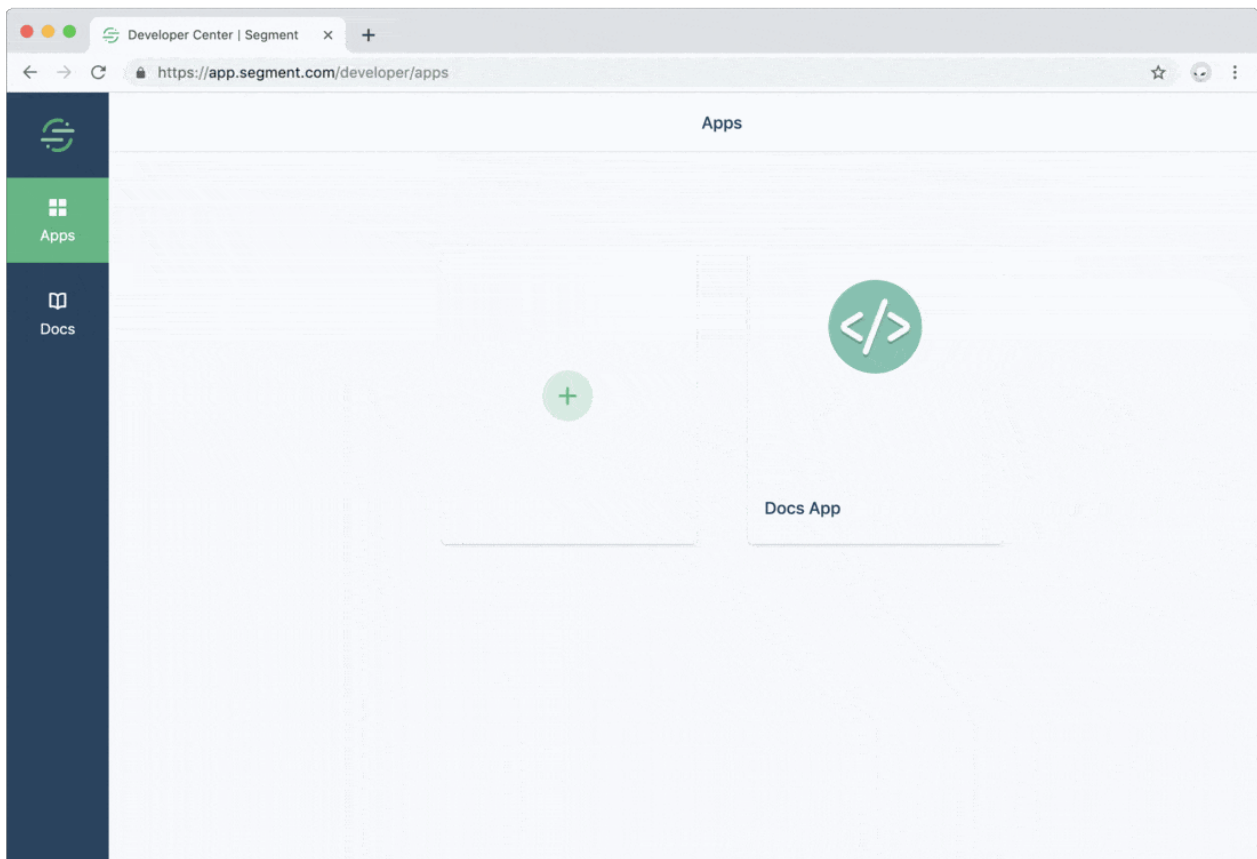 Developer Center | Segment
https://app.segment.com/developer/apps
Apps
Apps
Docs
</>
Docs App